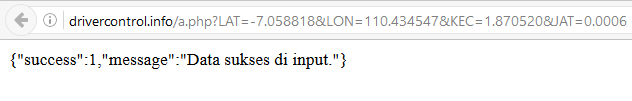 drivercontrol.info/a.php?LAT=-7.058818&LON=110.434547&KEC=1.870520&JAT=0.0006
{"success":1,"message":"Data sukses di input."}